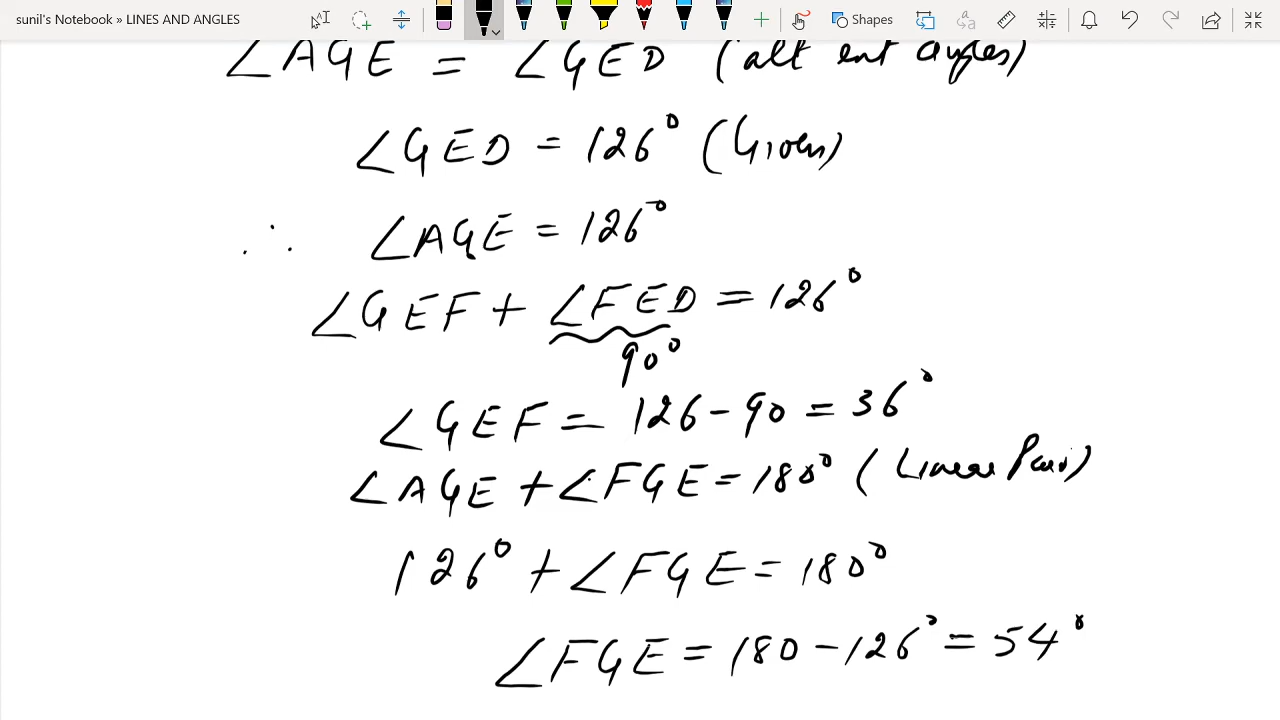 sunil's Notebook » LINES AND ANGLES
Shapes
∠AGE = ∠GED (alt ent angles)
∠GED = 126° (Given)
∴ ∠AGE = 126°
∠GEF + ∠FED = 126°
90°
∠GEF = 126 - 90 = 36°
∠AGE + ∠FGE = 180° (Linear Pair)
126° + ∠FGE = 180°
∠FGE = 180 - 126° = 54°